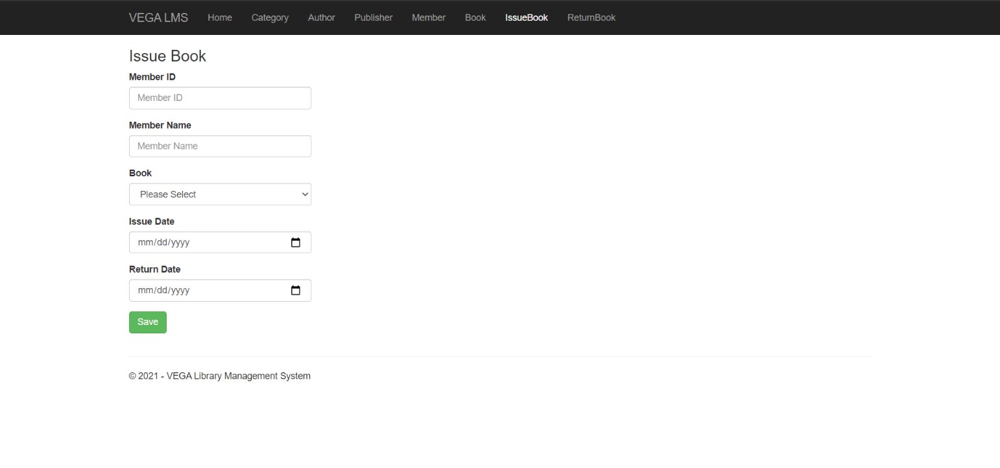 VEGA LMS Home Category Author Publisher Member Book IssueBook ReturnBook
Issue Book
Member ID
Member ID
Member Name
Member Name
Book
Please Select
Issue Date
mm/dd/yyyy
Return Date
mm/dd/yyyy
Save
© 2021 - VEGA Library Management System